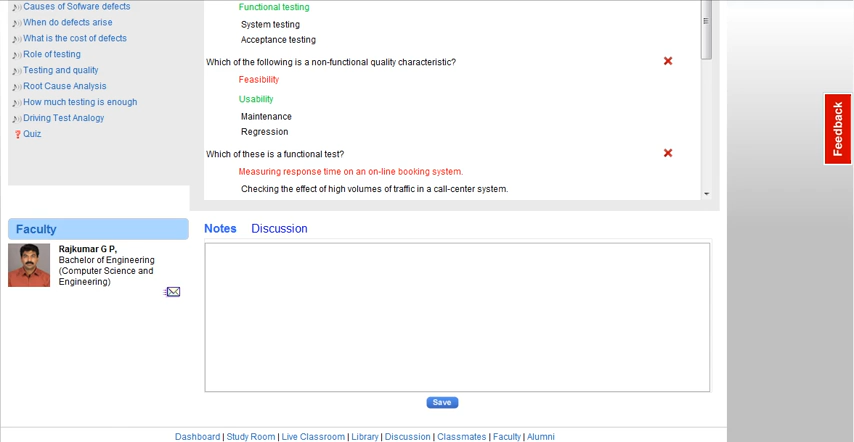 Causes of Sofware defects
When do defects arise
What is the cost of defects
Role of testing
Testing and quality
Root Cause Analysis
How much testing is enough
Driving Test Analogy
Quiz
Functional testing
System testing
Acceptance testing
Which of the following is a non-functional quality characteristic?
Feasibility
Usability
Maintenance
Regression
Which of these is a functional test?
Measuring response time on an on-line booking system.
Checking the effect of high volumes of traffic in a call-center system.
Feedback
Faculty
Rajkumar G P,
Bachelor of Engineering
(Computer Science and
Engineering)
Notes Discussion
Save
Dashboard | Study Room | Live Classroom | Library | Discussion | Classmates | Faculty | Alumni